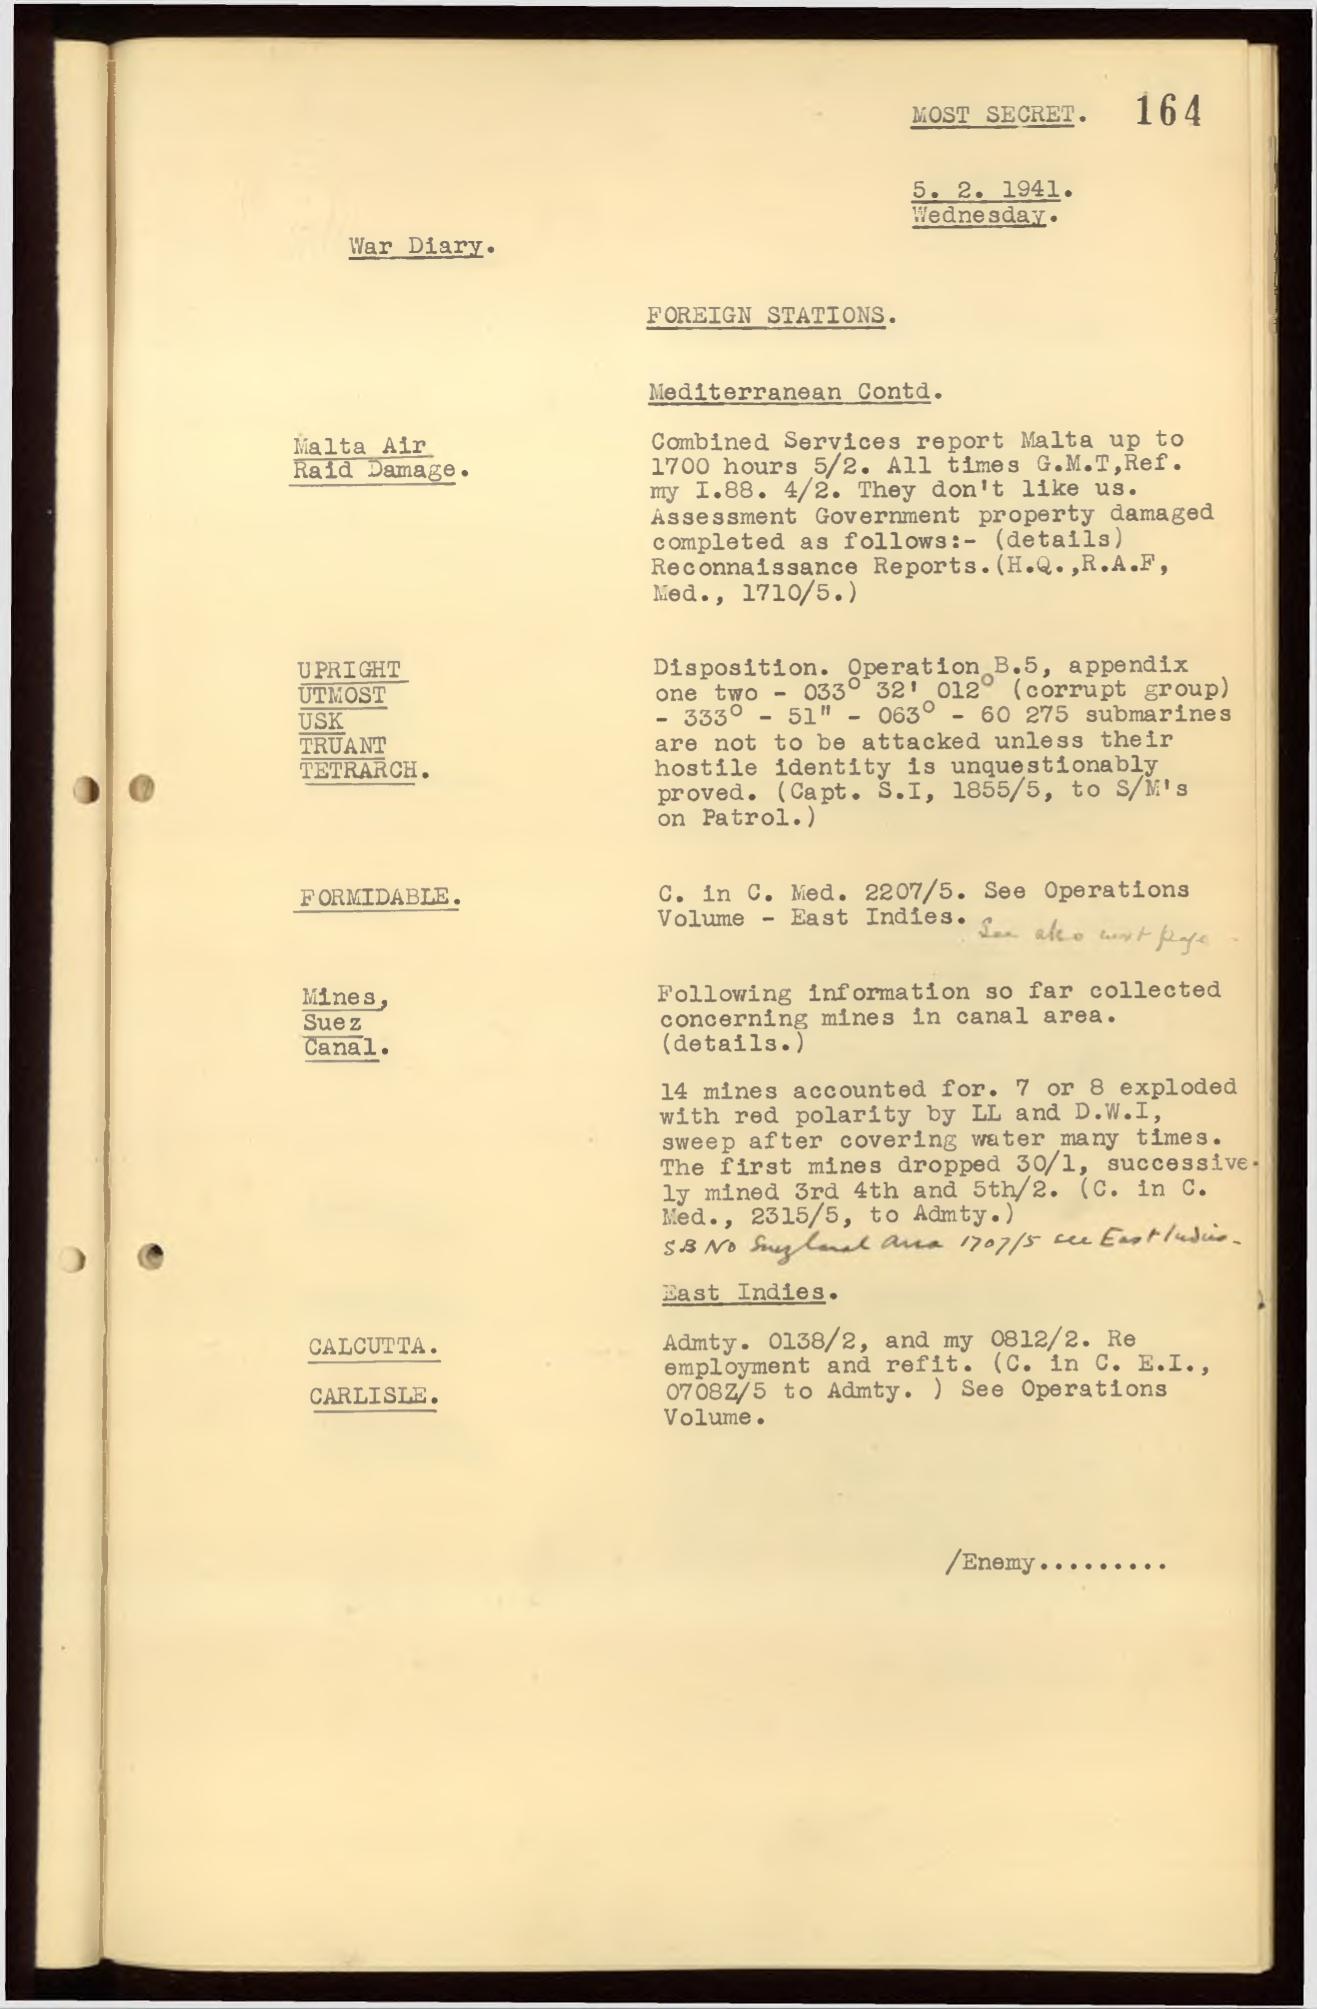 MOST SECRET. 164
5. 2. 1941.
Wednesday.
War Diary.
FOREIGN STATIONS.
Mediterranean Contd.
Malta Air
Raid Damage.
Combined Services report Malta up to
1700 hours 5/2. All times G.M.T,Ref.
my I.88. 4/2. They don't like us.
Assessment Government property damaged
completed as follows:- (details)
Reconnaissance Reports.(H.Q.,R.A.F,
Med., 1710/5.)
UPRIGHT
UTMOST
USK
TRUANT
TETRARCH.
Disposition. Operation B.5, appendix
one two - 033° 32' 012° (corrupt group)
- 333° - 51" - 063° - 60 275 submarines
are not to be attacked unless their
hostile identity is unquestionably
proved. (Capt. S.I, 1855/5, to S/M's
on Patrol.)
FORMIDABLE.
C. in C. Med. 2207/5. See Operations
Volume - East Indies.
See also next page -
Mines,
Suez
Canal.
Following information so far collected
concerning mines in canal area.
(details.)
14 mines accounted for. 7 or 8 exploded
with red polarity by LL and D.W.I,
sweep after covering water many times.
The first mines dropped 30/1, successive-
ly mined 3rd 4th and 5th/2. (C. in C.
Med., 2315/5, to Admty.)
SBNO Suez Canal Area 1707/5 see East Indies -
East Indies.
CALCUTTA.
CARLISLE.
Admty. 0138/2, and my 0812/2. Re
employment and refit. (C. in C. E.I.,
0708Z/5 to Admty. ) See Operations
Volume.
/Enemy.........